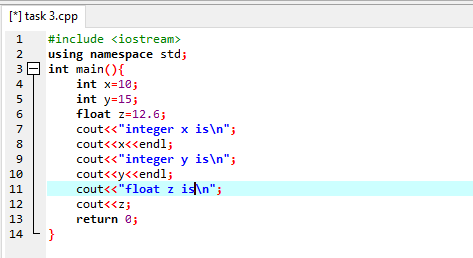 [*] task 3.cpp
1 #include <iostream>
2 using namespace std;
3 int main(){
4 int x=10;
5 int y=15;
6 float z=12.6;
7 cout<<"integer x is\n";
8 cout<<x<<endl;
9 cout<<"integer y is\n";
10 cout<<y<<endl;
11 cout<<"float z is\n";
12 cout<<z;
13 return 0;
14 }